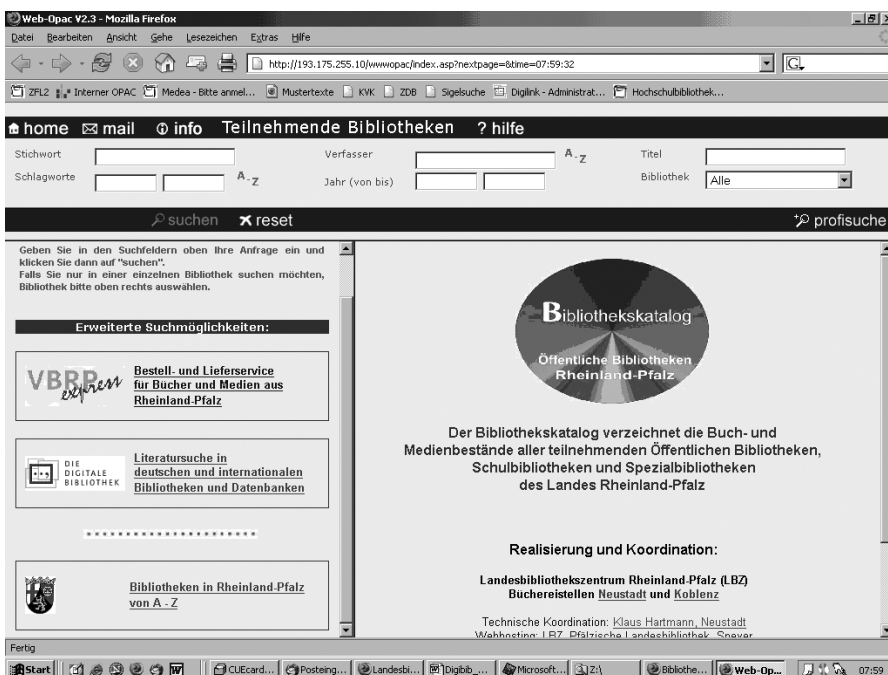 Web-Opac V2.3 - Mozilla Firefox
Datei Bearbeiten Ansicht Gehe Lesezeichen Extras Hilfe
http://193.175.255.10/wwwopac/index.asp?nextpage=&time=07:59:32
G
ZFL2 Interner OPAC Medea - Bitte anmel... Mustertexte KVK ZDB Sigelsuche Digilink - Administrat... Hochschulbibliothek...
home mail info Teilnehmende Bibliotheken ? hilfe
Stichwort Verfasser A-Z Titel
Schlagworte A-Z Jahr (von bis) Bibliothek Alle
suchen reset profisuche
Geben Sie in den Suchfeldern oben Ihre Anfrage ein und
klicken Sie dann auf "suchen".
Falls Sie nur in einer einzelnen Bibliothek suchen möchten,
Bibliothek bitte oben rechts auswählen.
Erweiterte Suchmöglichkeiten:
VBRP express
Bestell- und Lieferservice
für Bücher und Medien aus
Rheinland-Pfalz
DIE
DIGITALE
BIBLIOTHEK
Literatursuche in
deutschen und internationalen
Bibliotheken und Datenbanken
Bibliotheken in Rheinland-Pfalz
von A - Z
Bibliothekskatalog
Öffentliche Bibliotheken
Rheinland-Pfalz
Der Bibliothekskatalog verzeichnet die Buch- und
Medienbestände aller teilnehmenden Öffentlichen Bibliotheken,
Schulbibliotheken und Spezialbibliotheken
des Landes Rheinland-Pfalz
Realisierung und Koordination:
Landesbibliothekszentrum Rheinland-Pfalz (LBZ)
Büchereistellen Neustadt und Koblenz
Technische Koordination: Klaus Hartmann, Neustadt
Webhosting: LBZ, Pfälzische Landesbibliothek, Speyer
Fertig
Start CUEcard... Posteing... Landesbi... Digibib_... Microsoft... Z:\ Bibliothe... Web-Op... 07:59